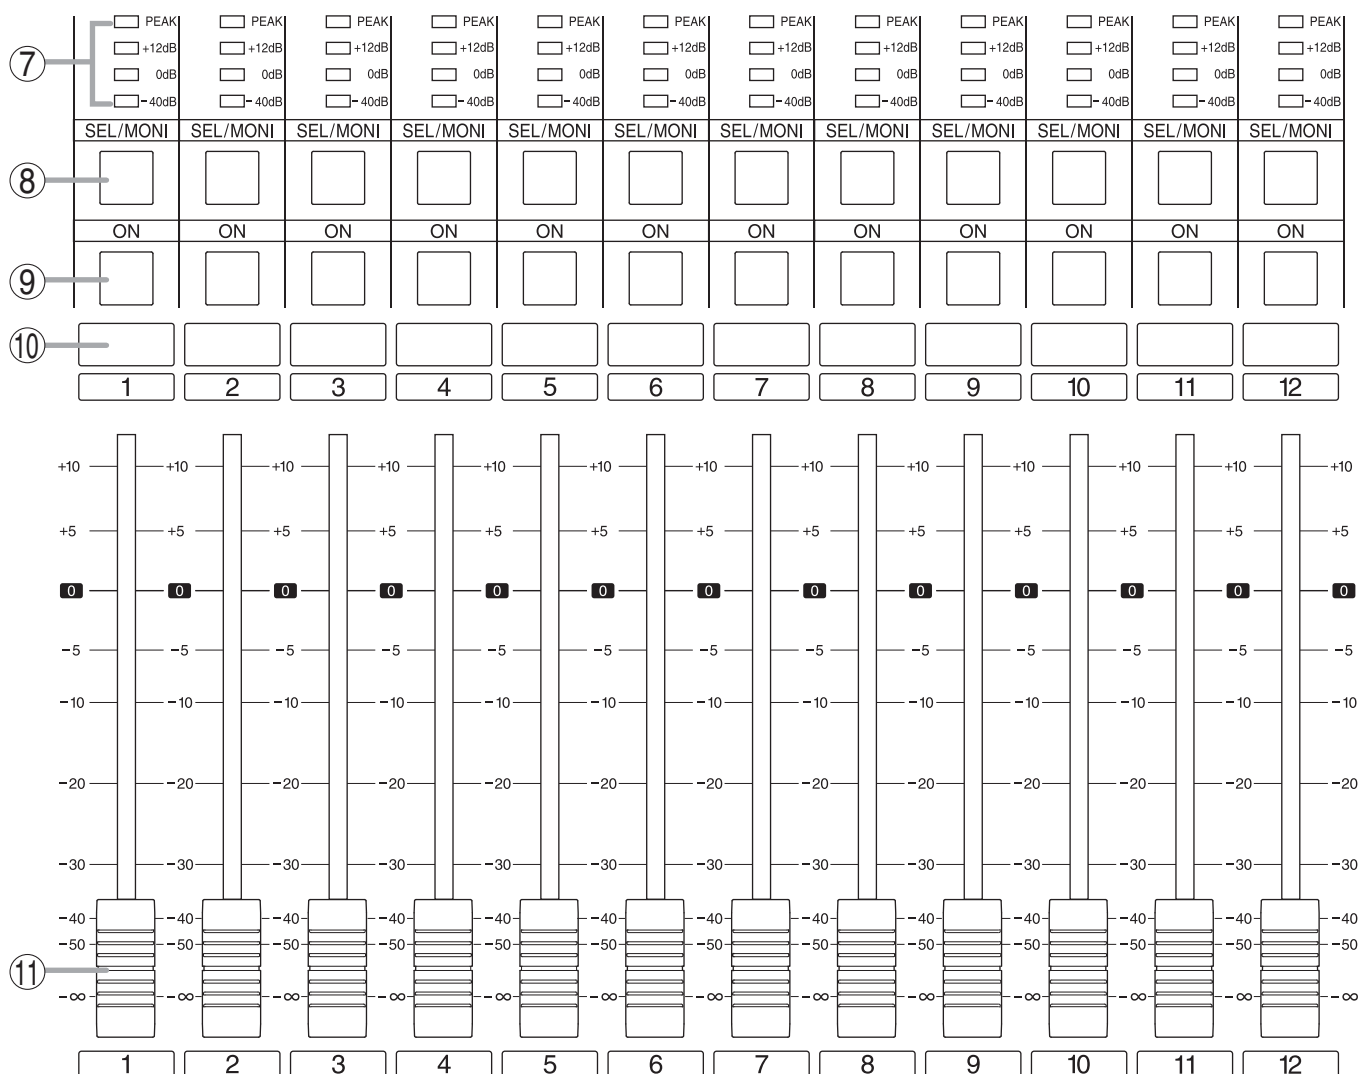 PEAK PEAK PEAK PEAK PEAK PEAK PEAK PEAK PEAK PEAK PEAK PEAK
+12dB +12dB +12dB +12dB +12dB +12dB +12dB +12dB +12dB +12dB +12dB +12dB
⑦
0dB 0dB 0dB 0dB 0dB 0dB 0dB 0dB 0dB 0dB 0dB 0dB
-40dB -40dB -40dB -40dB -40dB -40dB -40dB -40dB -40dB -40dB -40dB -40dB
SEL/MONI SEL/MONI SEL/MONI SEL/MONI SEL/MONI SEL/MONI SEL/MONI SEL/MONI SEL/MONI SEL/MONI SEL/MONI SEL/MONI
⑧
ON ON ON ON ON ON ON ON ON ON ON ON
⑨
⑩
1 2 3 4 5 6 7 8 9 10 11 12
+10 +10 +10 +10 +10 +10 +10 +10 +10 +10 +10 +10 +10
+5 +5 +5 +5 +5 +5 +5 +5 +5 +5 +5 +5 +5
0 0 0 0 0 0 0 0 0 0 0 0 0
-5 -5 -5 -5 -5 -5 -5 -5 -5 -5 -5 -5 -5
-10 -10 -10 -10 -10 -10 -10 -10 -10 -10 -10 -10 -10
-20 -20 -20 -20 -20 -20 -20 -20 -20 -20 -20 -20 -20
-30 -30 -30 -30 -30 -30 -30 -30 -30 -30 -30 -30 -30
-40 -40 -40 -40 -40 -40 -40 -40 -40 -40 -40 -40 -40
-50 -50 -50 -50 -50 -50 -50 -50 -50 -50 -50 -50 -50
⑪
-∞ -∞ -∞ -∞ -∞ -∞ -∞ -∞ -∞ -∞ -∞ -∞ -∞
1 2 3 4 5 6 7 8 9 10 11 12